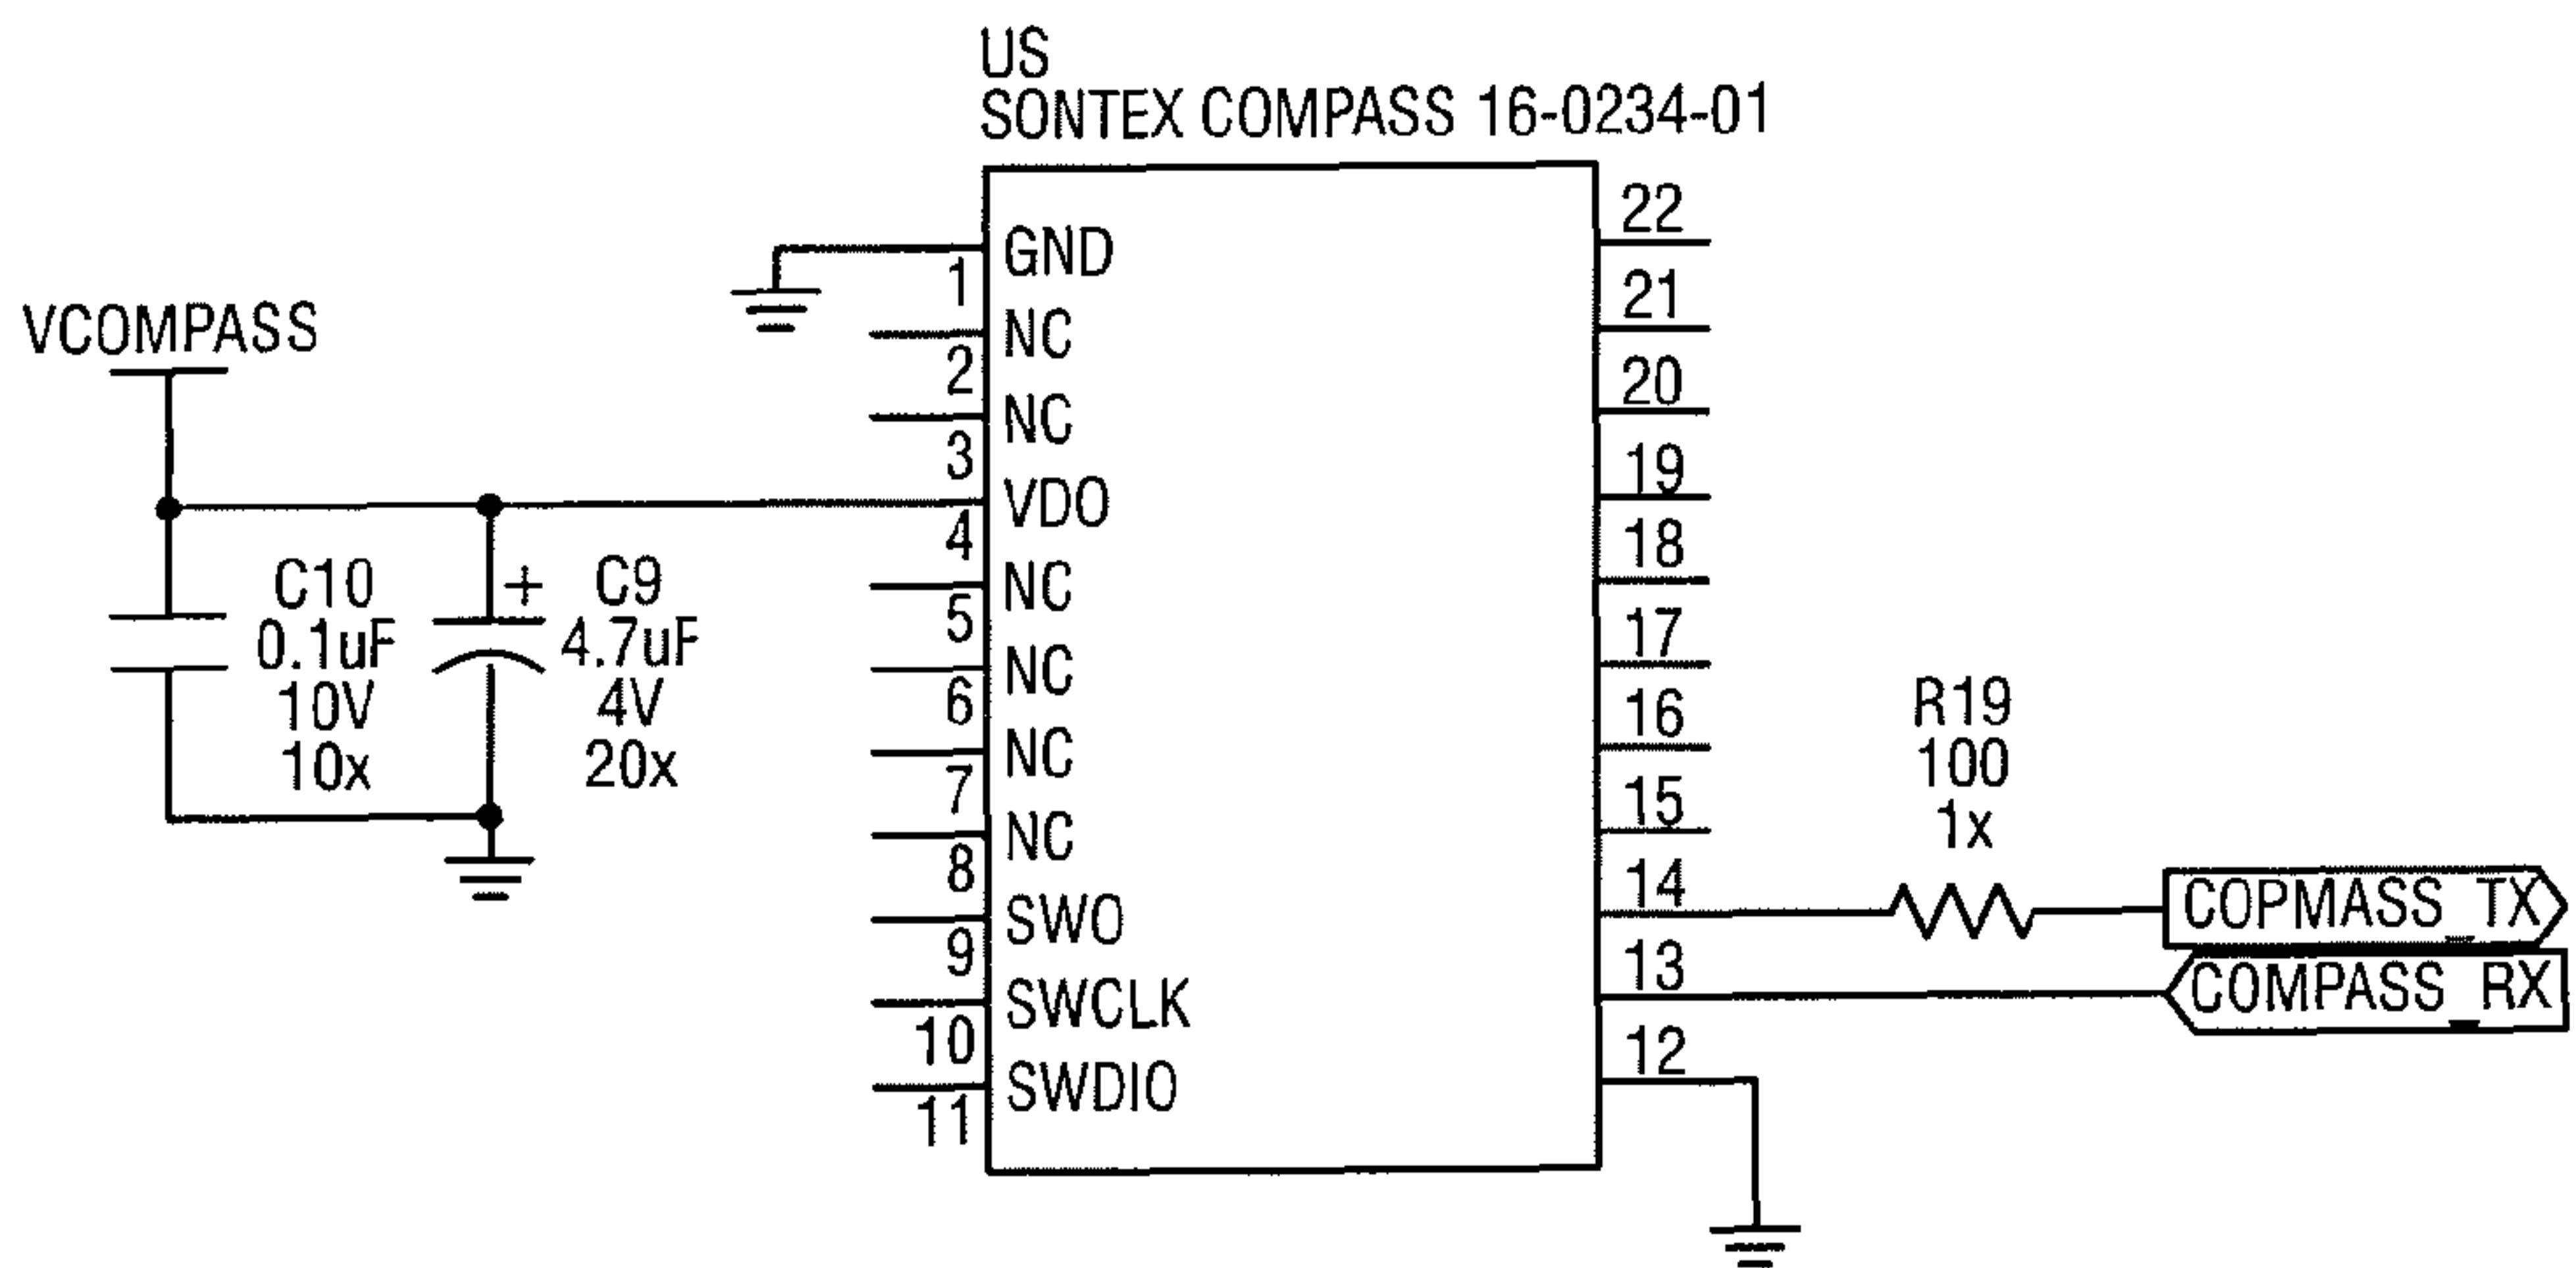 US
SONTEX COMPASS 16-0234-01
VCOMPASS
C10
0.1uF
10V
10x
+
C9
4.7uF
4V
20x
GND
1
NC
2
NC
3
VDO
4
NC
5
NC
6
NC
7
NC
8
SWO
9
SWCLK
10
SWDIO
11
22
21
20
19
18
17
16
15
14
13
12
R19
100
1x
COPMASS_TX
COMPASS_RX